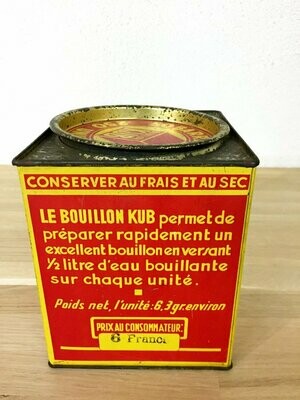 CONSERVER AU FRAIS ET AU SEC
LE BOUILLON KUB permet de
préparer rapidement un
excellent bouillon en versant
½ litre d'eau bouillante
sur chaque unité.
Poids net, l'unité: 6,3 gr. environ
PRIX AU CONSOMMATEUR:
6 Francs